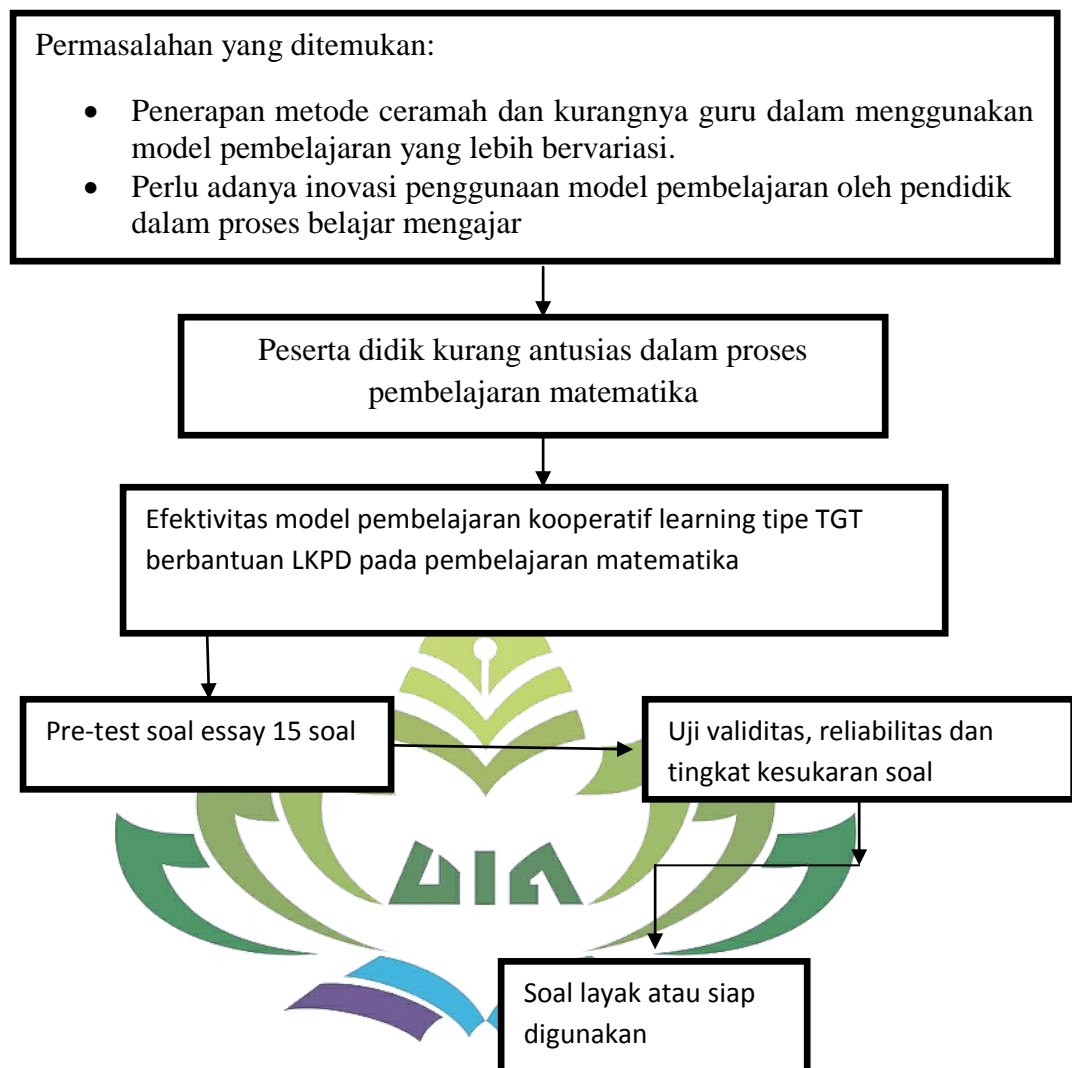 Permasalahan yang ditemukan:
• Penerapan metode ceramah dan kurangnya guru dalam menggunakan
model pembelajaran yang lebih bervariasi.
• Perlu adanya inovasi penggunaan model pembelajaran oleh pendidik
dalam proses belajar mengajar
Peserta didik kurang antusias dalam proses
pembelajaran matematika
Efektivitas model pembelajaran kooperatif learning tipe TGT
berbantuan LKPD pada pembelajaran matematika
Pre-test soal essay 15 soal
Uji validitas, reliabilitas dan
tingkat kesukaran soal
UIN
Soal layak atau siap
digunakan